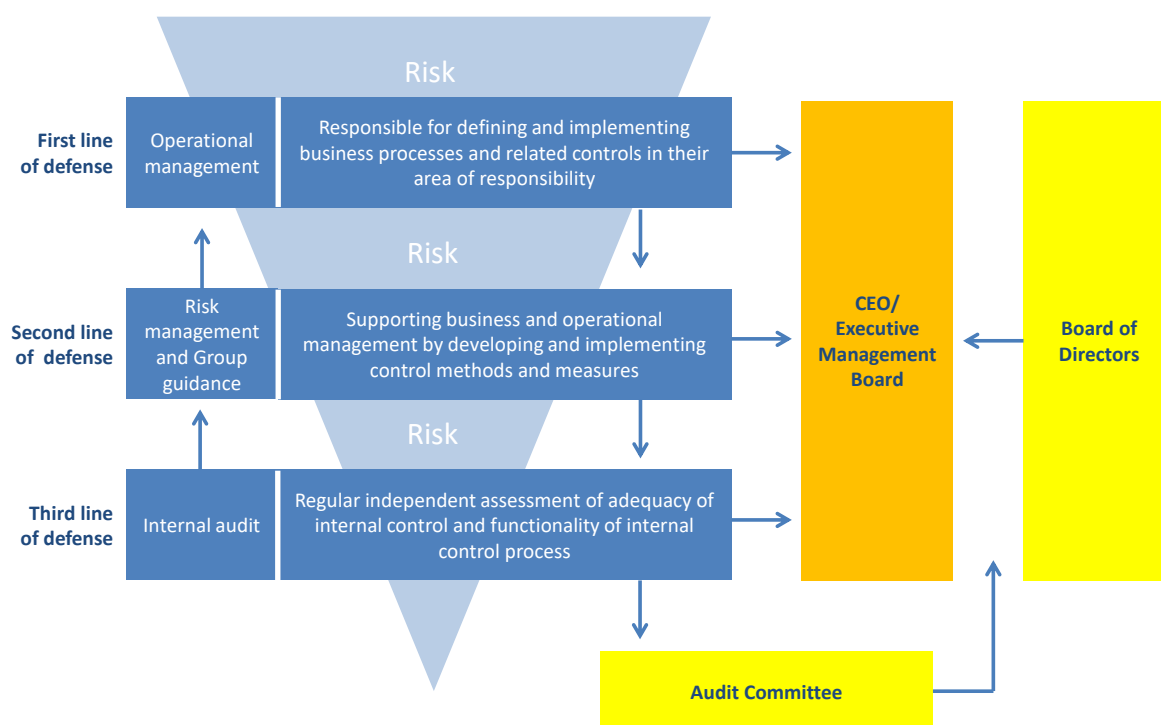 Risk
First line
of defense
Operational
management
Responsible for defining and implementing
business processes and related controls in their
area of responsibility
Risk
Second line
of  defense
Risk
management
and Group
guidance
Supporting business and operational
management by developing and implementing
control methods and measures
CEO/
Executive
Management
Board
Board of
Directors
Risk
Third line
of defense
Internal audit
Regular independent assessment of adequacy of
internal control and functionality of internal
control process
Audit Committee